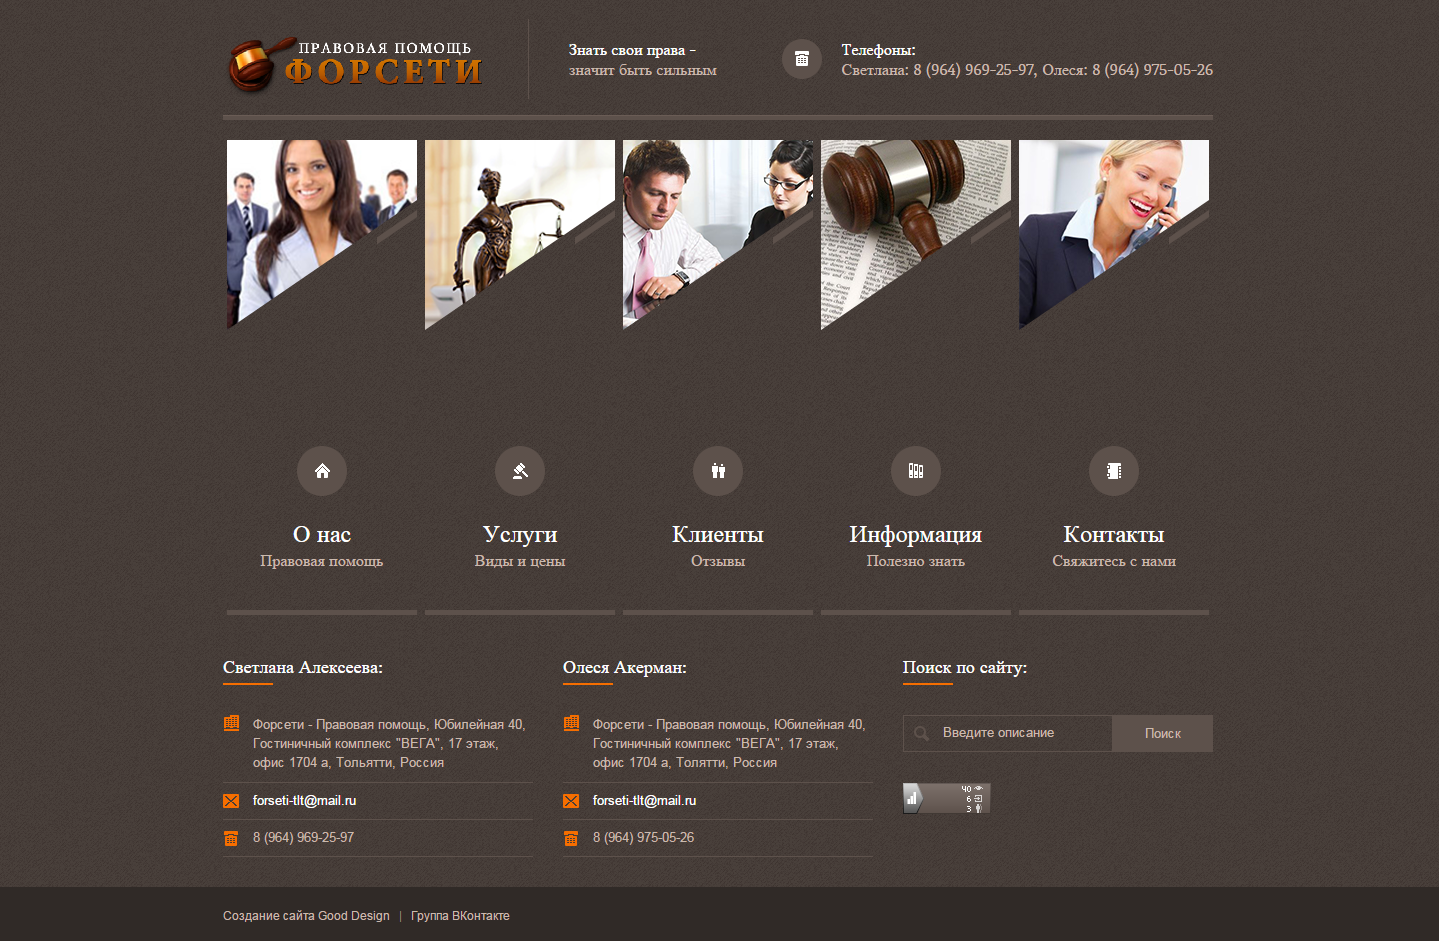 ПРАВОВАЯ ПОМОЩЬ
ФОРСЕТИ
Знать свои права -
значит быть сильным
Телефоны:
Светлана: 8 (964) 969-25-97, Олеся: 8 (964) 975-05-26
О нас
Правовая помощь
Услуги
Виды и цены
Клиенты
Отзывы
Информация
Полезно знать
Контакты
Свяжитесь с нами
Светлана Алексеева:
Форсети - Правовая помощь, Юбилейная 40,
Гостиничный комплекс "ВЕГА", 17 этаж,
офис 1704 а, Тольятти, Россия
forseti-tlt@mail.ru
8 (964) 969-25-97
Олеся Акерман:
Форсети - Правовая помощь, Юбилейная 40,
Гостиничный комплекс "ВЕГА", 17 этаж,
офис 1704 а, Толятти, Россия
forseti-tlt@mail.ru
8 (964) 975-05-26
Поиск по сайту:
Введите описание
Поиск
40
6
3
Создание сайта Good Design | Группа ВКонтакте